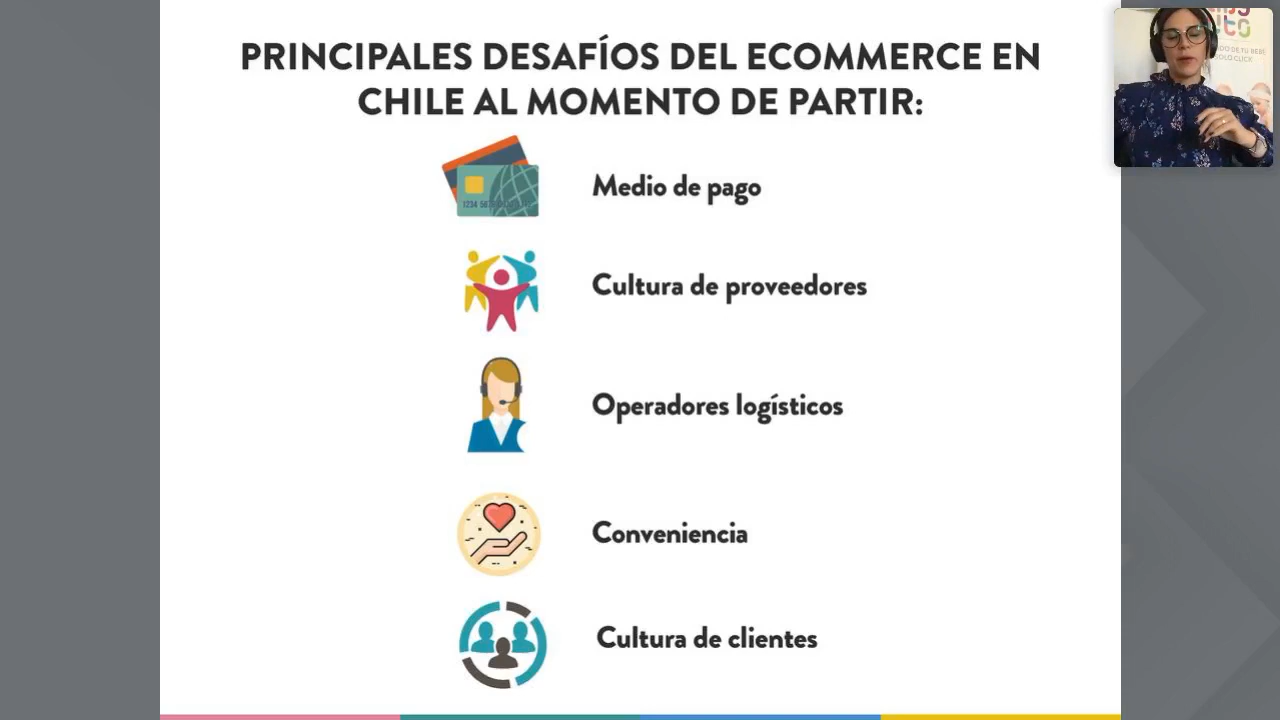 PRINCIPALES DESAFÍOS DEL ECOMMERCE EN
CHILE AL MOMENTO DE PARTIR:
Medio de pago
Cultura de proveedores
Operadores logísticos
Conveniencia
Cultura de clientes